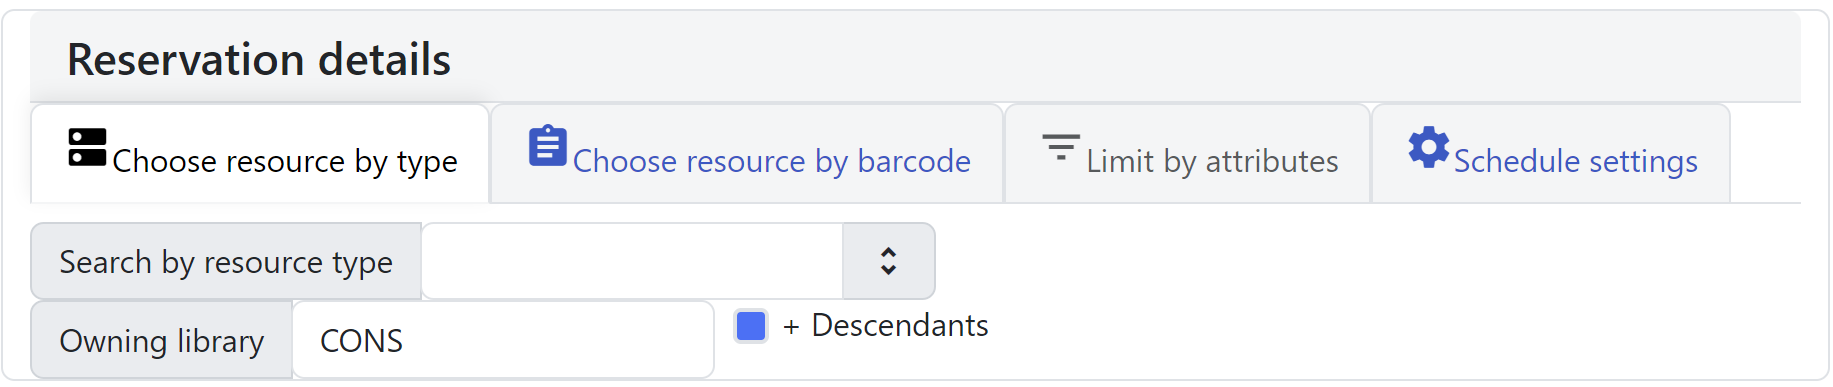 Reservation details
Choose resource by type Choose resource by barcode Limit by attributes Schedule settings
Search by resource type
Owning library CONS + Descendants